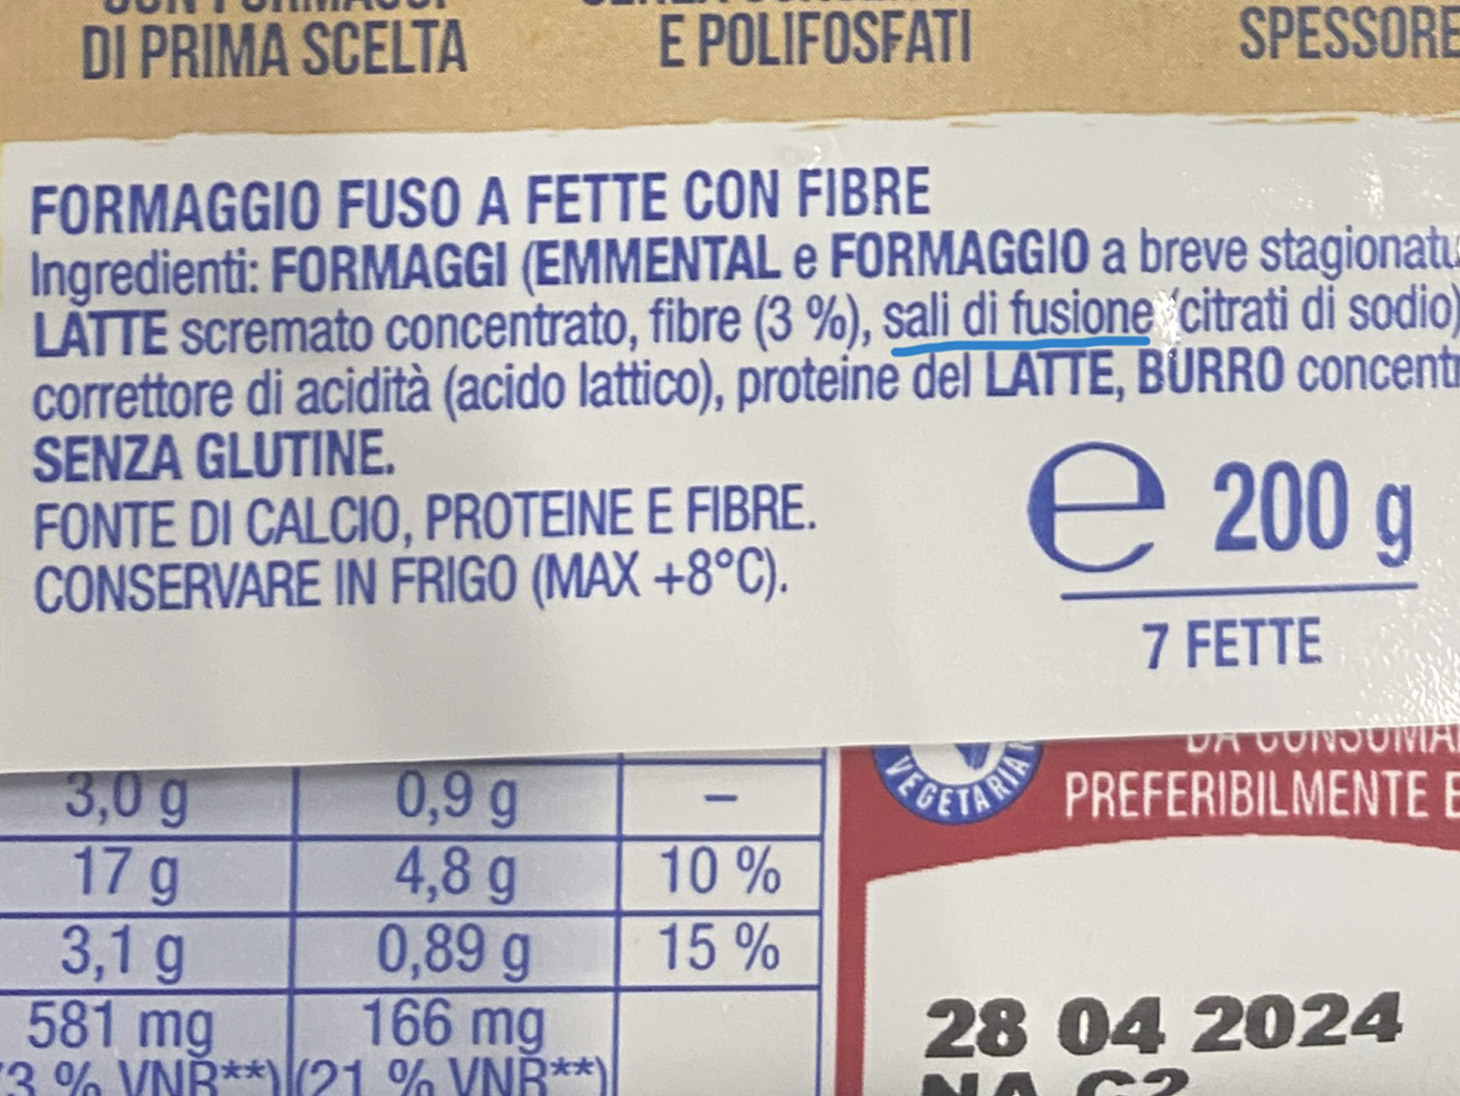 DI PRIMA SCELTA
E POLIFOSFATI
SPESSORE
FORMAGGIO FUSO A FETTE CON FIBRE
Ingredienti: FORMAGGI (EMMENTAL e FORMAGGIO a breve
LATTE scremato concentrato, fibre (3 %), sali di fusione (citrati di sodio)
correttore di acidità (acido lattico), proteine del LATTE, BURRO
SENZA GLUTINE.
FONTE DI CALCIO, PROTEINE E FIBRE.
CONSERVARE IN FRIGO (MAX +8°C).
e 200 g
7 FETTE
3,0 g 0,9 g –
17 g 4,8 g 10 %
3,1 g 0,89 g 15 %
581 mg 166 mg
3 % VNR**) (21 % VNR**)
VEGETARIA
PREFERIBILMENTE E
28 04 2024